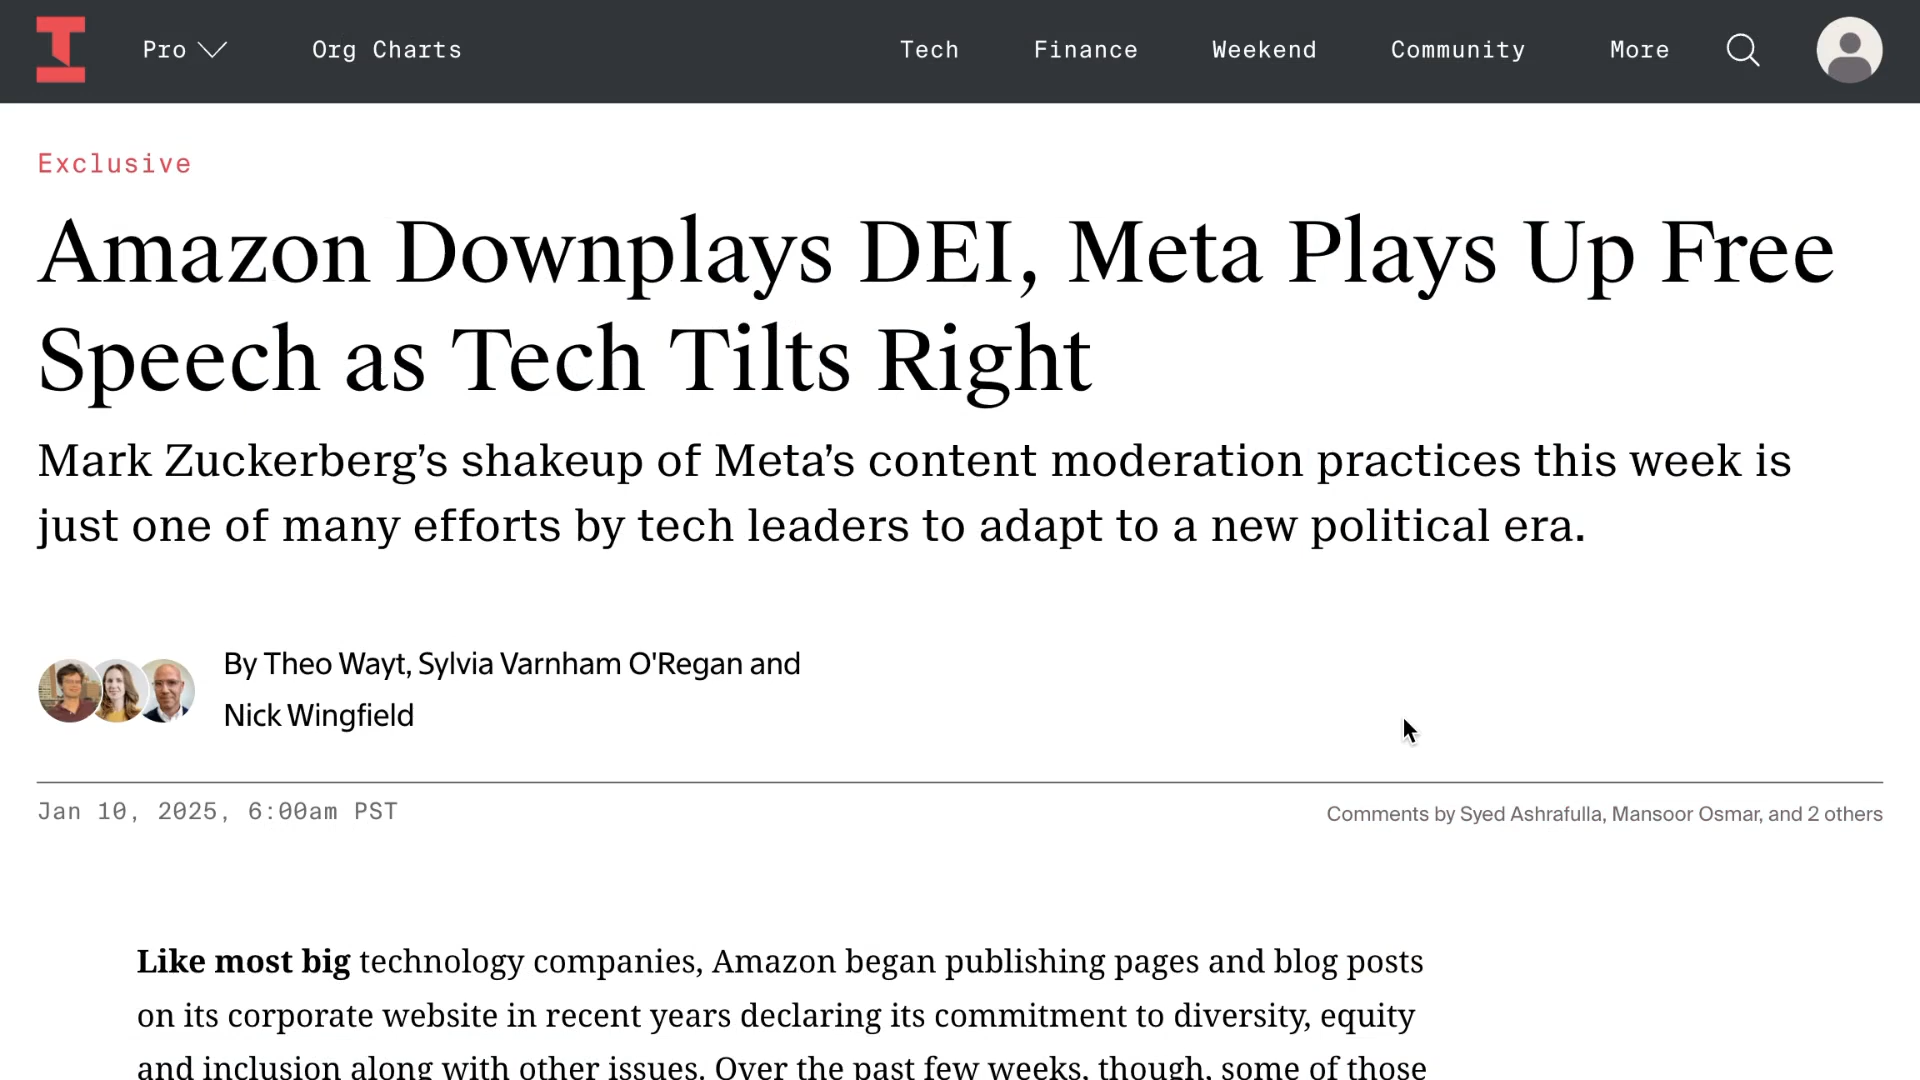 Pro
Org Charts
Tech
Finance
Weekend
Community
More
Exclusive
Amazon Downplays DEI, Meta Plays Up Free
Speech as Tech Tilts Right
Mark Zuckerberg’s shakeup of Meta’s content moderation practices this week is
just one of many efforts by tech leaders to adapt to a new political era.
By Theo Wayt, Sylvia Varnham O'Regan and
Nick Wingfield
Jan 10, 2025, 6:00am PST
Comments by Syed Ashrafulla, Mansoor Osmar, and 2 others
Like most big technology companies, Amazon began publishing pages and blog posts
on its corporate website in recent years declaring its commitment to diversity, equity
and inclusion along with other issues. Over the past few weeks, though, some of those